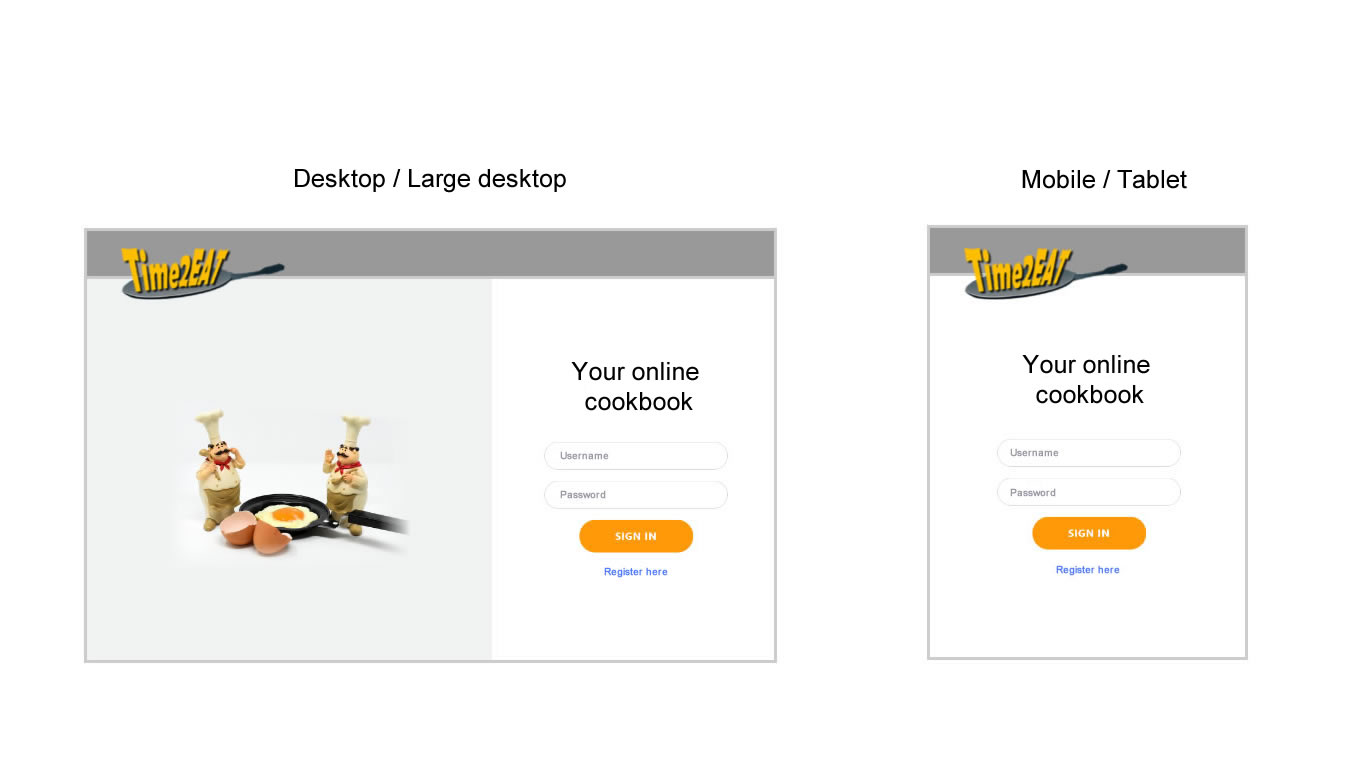 Desktop / Large desktop
Time2EAT
Your online
cookbook
Username
Password
SIGN IN
Register here
Mobile / Tablet
Time2EAT
Your online
cookbook
Username
Password
SIGN IN
Register here